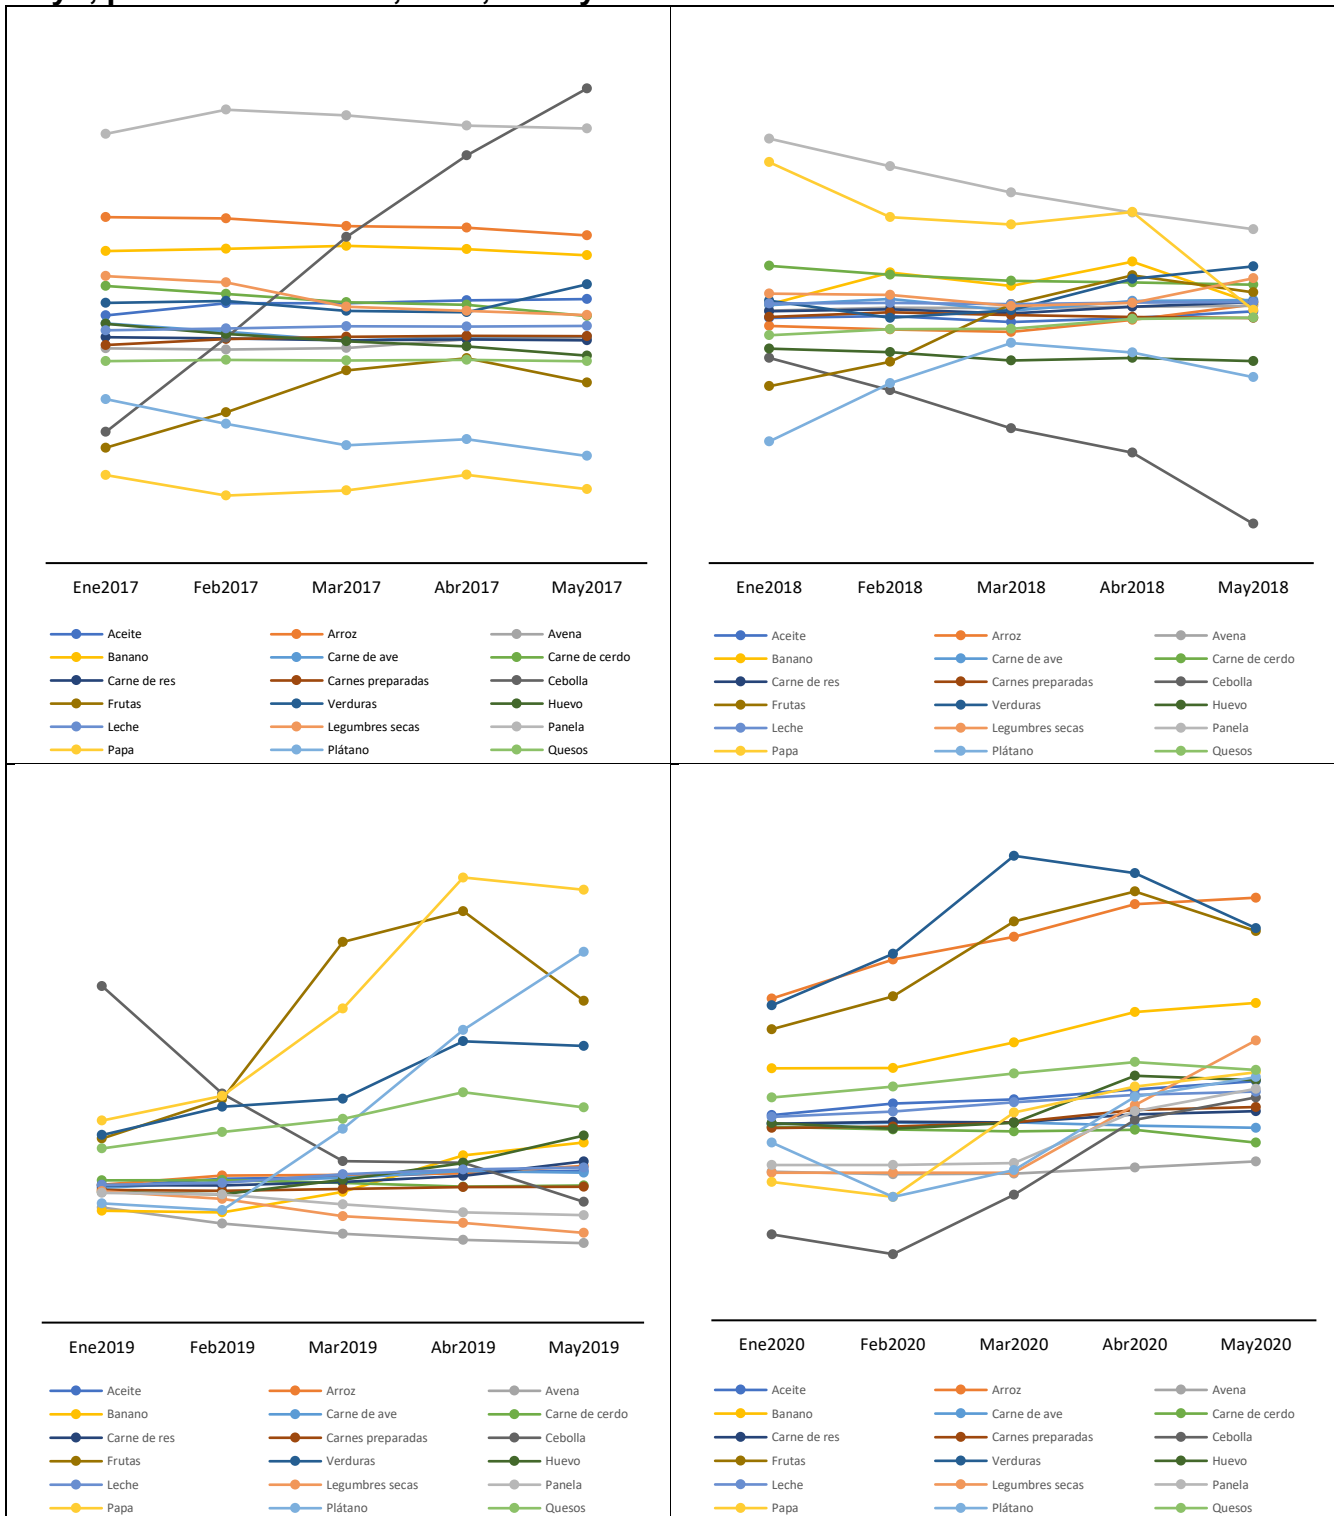 Ene2017 Feb2017 Mar2017 Abr2017 May2017
Aceite Arroz Avena
Banano Carne de ave Carne de cerdo
Carne de res Carnes preparadas Cebolla
Frutas Verduras Huevo
Leche Legumbres secas Panela
Papa Plátano Quesos
Ene2018 Feb2018 Mar2018 Abr2018 May2018
Aceite Arroz Avena
Banano Carne de ave Carne de cerdo
Carne de res Carnes preparadas Cebolla
Frutas Verduras Huevo
Leche Legumbres secas Panela
Papa Plátano Quesos
Ene2019 Feb2019 Mar2019 Abr2019 May2019
Aceite Arroz Avena
Banano Carne de ave Carne de cerdo
Carne de res Carnes preparadas Cebolla
Frutas Verduras Huevo
Leche Legumbres secas Panela
Papa Plátano Quesos
Ene2020 Feb2020 Mar2020 Abr2020 May2020
Aceite Arroz Avena
Banano Carne de ave Carne de cerdo
Carne de res Carnes preparadas Cebolla
Frutas Verduras Huevo
Leche Legumbres secas Panela
Papa Plátano Quesos